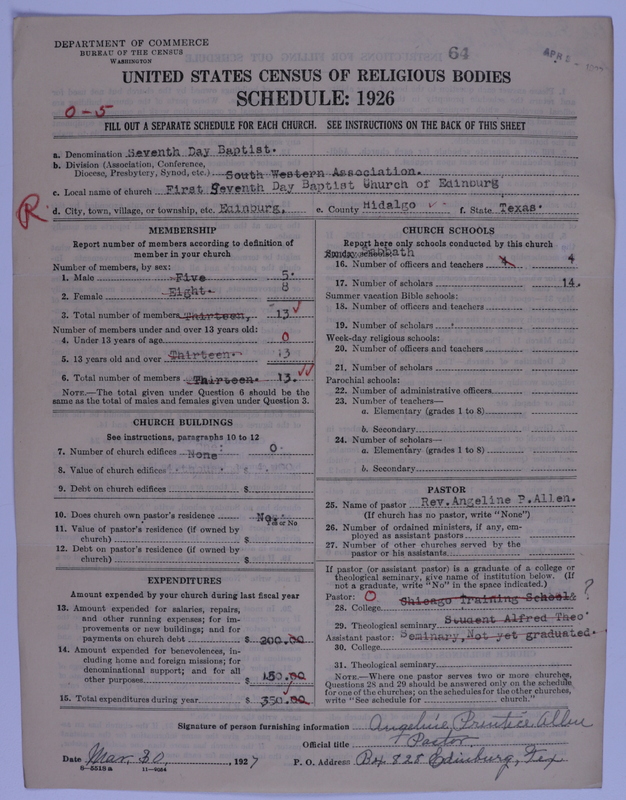 DEPARTMENT OF COMMERCE
BUREAU OF THE CENSUS
WASHINGTON
64
APR 5
UNITED STATES CENSUS OF RELIGIOUS BODIES
SCHEDULE: 1926
0-5
FILL OUT A SEPARATE SCHEDULE FOR EACH CHURCH. SEE INSTRUCTIONS ON THE BACK OF THIS SHEET
a. Denomination Seventh Day Baptist.
b. Division (Association, Conference,
Diocese, Presbytery, Synod, etc.) South Western Association.
c. Local name of church First Seventh Day Baptist Church of Edinburg
R
d. City, town, village, or township, etc. Edinburg, e. County Hidalgo f. State Texas.
MEMBERSHIP
Report number of members according to definition of
member in your church
Number of members, by sex:
1. Male Five 5.
2. Female Eight. 8
3. Total number of members Thirteen, 13
Number of members under and over 13 years old:
4. Under 13 years of age 0
5. 13 years old and over Thirteen. 13
6. Total number of members Thirteen. 13.
NOTE.—The total given under Question 6 should be the
same as the total of males and females given under Question 3.
CHURCH BUILDINGS
See instructions, paragraphs 10 to 12
7. Number of church edifices None 0
8. Value of church edifices $
9. Debt on church edifices $
10. Does church own pastor's residence No.
Yes or No
11. Value of pastor's residence (if owned by
church) $
12. Debt on pastor's residence (if owned by
church) $
EXPENDITURES
Amount expended by your church during last fiscal year
13. Amount expended for salaries, repairs,
and other running expenses; for im-
provements or new buildings; and for
payments on church debt $ 200.00
14. Amount expended for benevolences, in-
cluding home and foreign missions; for
denominational support; and for all
other purposes $ 150.00
15. Total expenditures during year $ 350.00
CHURCH SCHOOLS
Report here only schools conducted by this church
Sunday schools: Sabbath
16. Number of officers and teachers 4 4
17. Number of scholars 14.
Summer vacation Bible schools:
18. Number of officers and teachers
19. Number of scholars
Week-day religious schools:
20. Number of officers and teachers
21. Number of scholars
Parochial schools:
22. Number of administrative officers
23. Number of teachers—
a. Elementary (grades 1 to 8)
b. Secondary
24. Number of scholars—
a. Elementary (grades 1 to 8)
b. Secondary
PASTOR
25. Name of pastor Rev. Angeline P.Allen.
(If church has no pastor, write "None")
26. Number of ordained ministers, if any, em-
ployed as assistant pastors
27. Number of other churches served by the
pastor or his assistants
If pastor (or assistant pastor) is a graduate of a college or
theological seminary, give name of institution below. (If
not a graduate, write "No" in the space indicated.)
Pastor: 0 ?
28. College Chicago Training School&
29. Theological seminary Student Alfred Theo
Assistant pastor: Seminary, Not yet graduated.
30. College
31. Theological seminary
NOTE.—Where one pastor serves two or more churches,
Questions 28 and 29 should be answered only on the schedule
for one of the churches; on the schedules for the other churches,
write "See schedule for church."
Signature of person furnishing information Angeline Prentice Allen
Official title Pastor
Date Mar. 30, 1927 P. O. Address Box 828 Edinburg, Tex
8—5518 a 11—9084